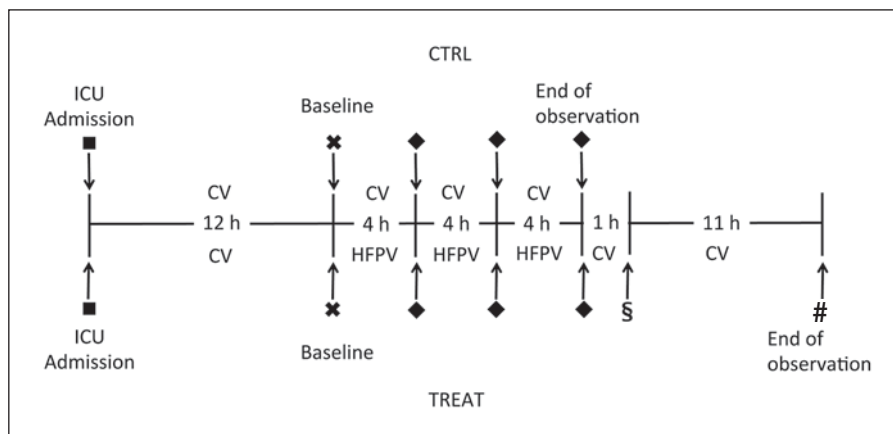 CTRL
ICU
Admission
Baseline
End of
observation
CV CV CV CV
12 h 4 h 4 h 4 h 1 h 11 h
CV HFPV HFPV HFPV CV CV
§ #
ICU
Admission
Baseline
End of
observation
TREAT